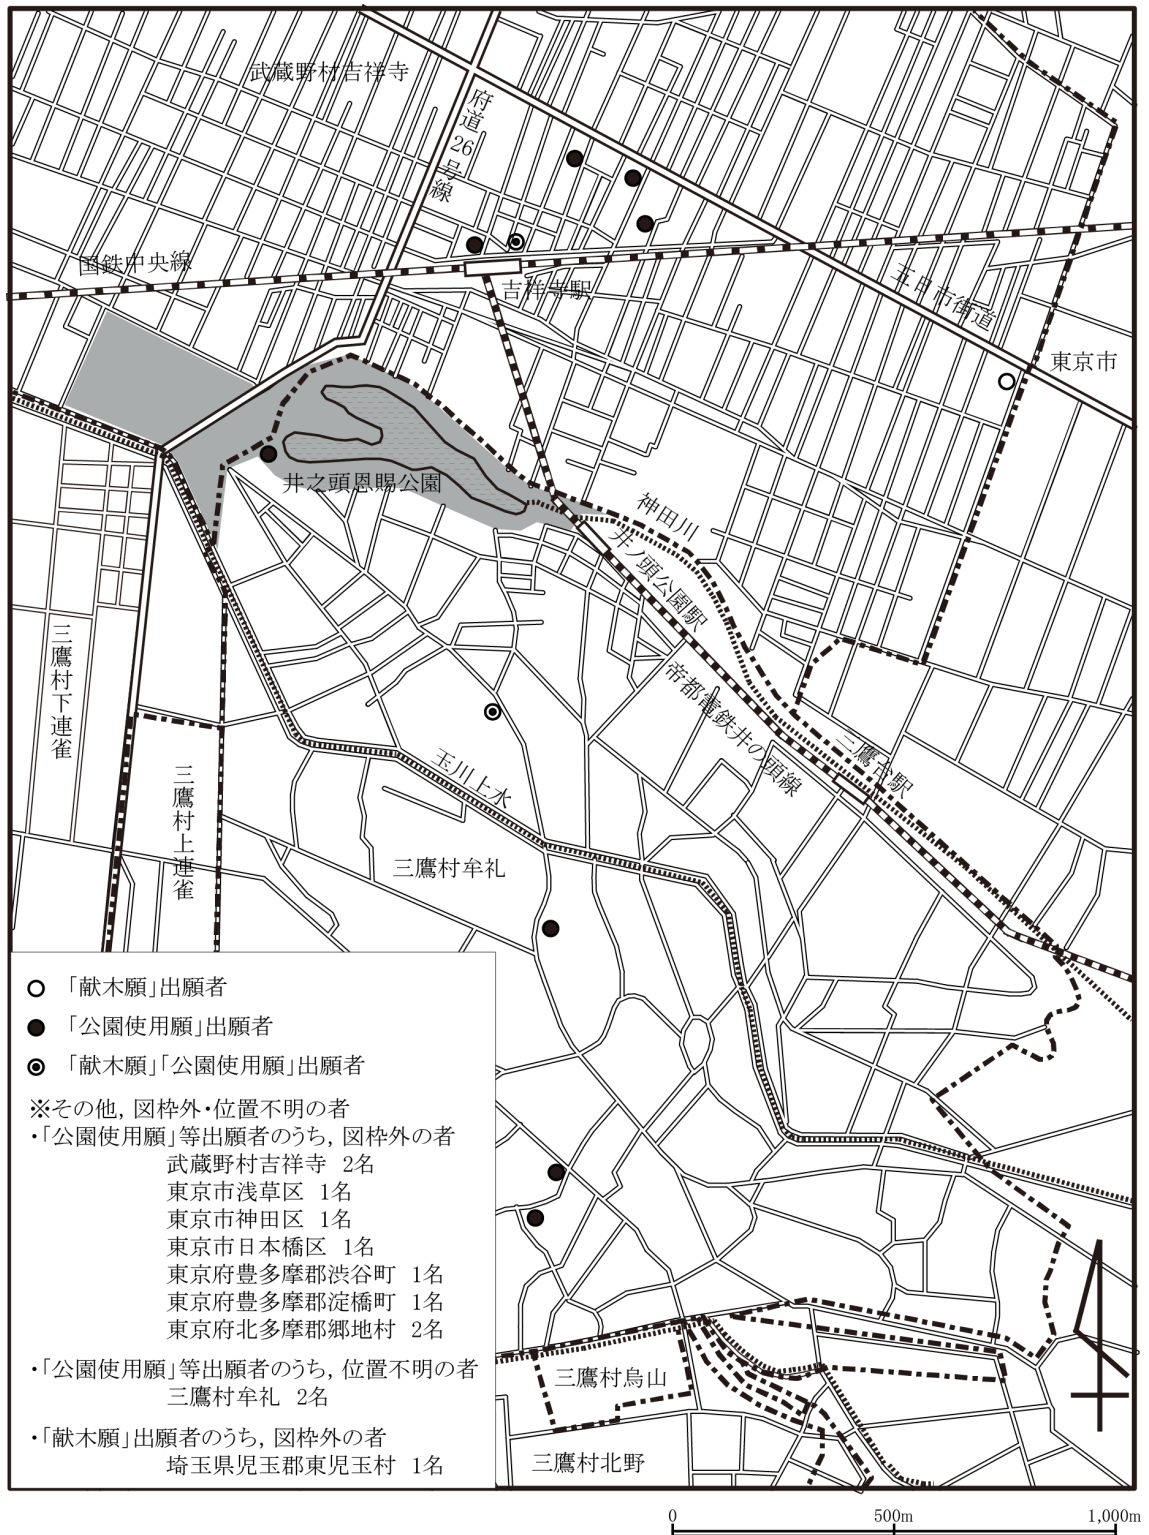 武蔵野村吉祥寺
府道26号線
国鉄中央線
吉祥寺駅
五日市街道
東京市
井之頭恩賜公園
神田川
井ノ頭公園駅
三鷹村下連雀
帝都電鉄井の頭線
三鷹台駅
玉川上水
三鷹村上連雀
三鷹村牟礼
「献木願」出願者
「公園使用願」出願者
「献木願」「公園使用願」出願者
※その他, 図枠外・位置不明の者
・「公園使用願」等出願者のうち, 図枠外の者
武蔵野村吉祥寺 2名
東京市浅草区 1名
東京市神田区 1名
東京市日本橋区 1名
東京府豊多摩郡渋谷町 1名
東京府豊多摩郡淀橋町 1名
東京府北多摩郡郷地村 2名
・「公園使用願」等出願者のうち, 位置不明の者
三鷹村牟礼 2名
・「献木願」出願者のうち, 図枠外の者
埼玉県児玉郡東児玉村 1名
三鷹村烏山
三鷹村北野
0 500m 1,000m